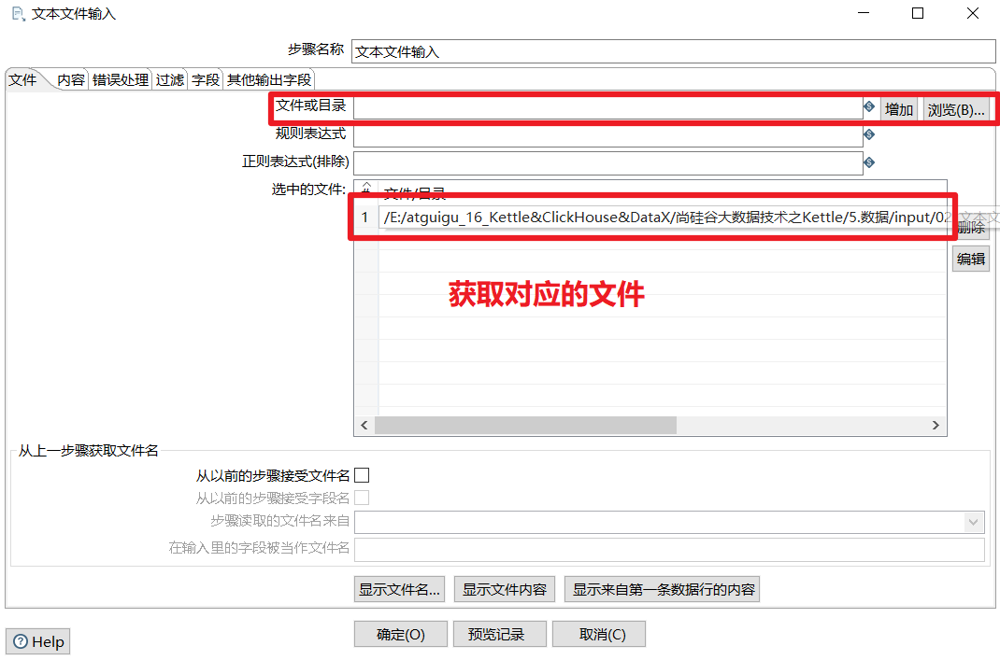 文本文件输入
步骤名称 文本文件输入
文件 内容 错误处理 过滤 字段 其他输出字段
文件或目录 增加 浏览(B)...
规则表达式
正则表达式(排除)
选中的文件: # 文件/目录
1 /E:/atguigu_16_Kettle&ClickHouse&DataX/尚硅谷大数据技术之Kettle/5.数据/input/02.文本文
删除
编辑
获取对应的文件
从上一步骤获取文件名
从以前的步骤接受文件名
从以前的步骤接受字段名
步骤读取的文件名来自
在输入里的字段被当作文件名
显示文件名... 显示文件内容 显示来自第一条数据行的内容
Help 确定(O) 预览记录 取消(C)